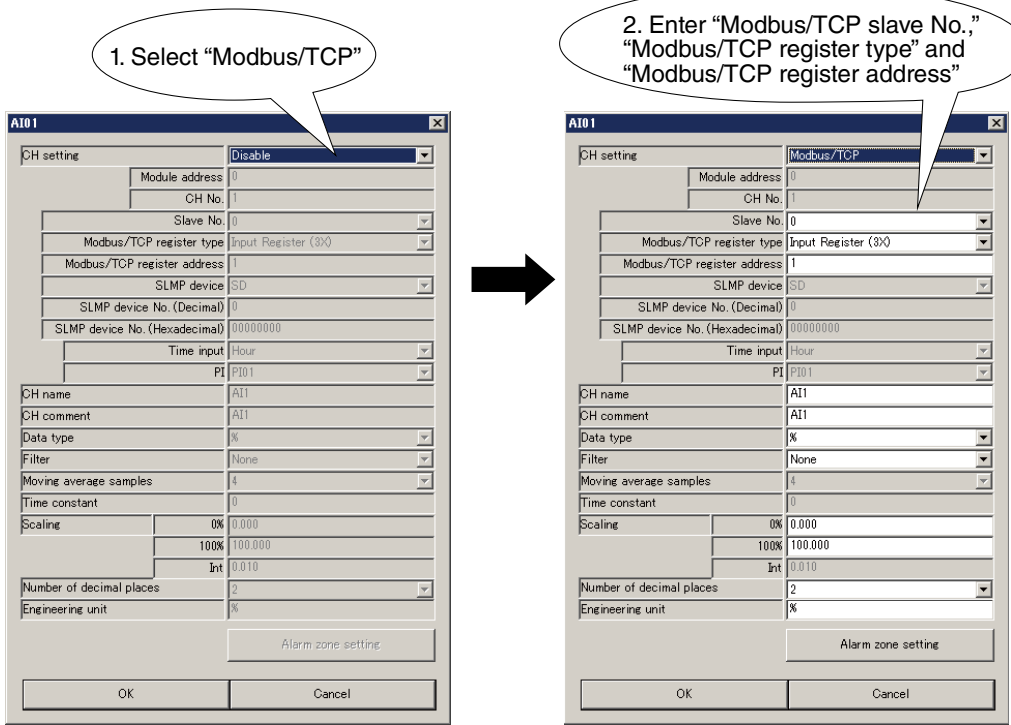 1. Select “Modbus/TCP”
2. Enter “Modbus/TCP slave No.,”
“Modbus/TCP register type” and
“Modbus/TCP register address”
AI01
CH setting Disable
Module address 0
CH No. 1
Slave No. 0
Modbus/TCP register type Input Register (3X)
Modbus/TCP register address 1
SLMP device SD
SLMP device No. (Decimal) 0
SLMP device No. (Hexadecimal) 00000000
Time input Hour
PI PI01
CH name AI1
CH comment AI1
Data type %
Filter None
Moving average samples 4
Time constant 0
Scaling 0% 0.000
100% 100.000
Int 0.010
Number of decimal places 2
Engineering unit %
Alarm zone setting
OK Cancel
AI01
CH setting Modbus/TCP
Module address 0
CH No. 1
Slave No. 0
Modbus/TCP register type Input Register (3X)
Modbus/TCP register address 1
SLMP device SD
SLMP device No. (Decimal) 0
SLMP device No. (Hexadecimal) 00000000
Time input Hour
PI PI01
CH name AI1
CH comment AI1
Data type %
Filter None
Moving average samples 4
Time constant 0
Scaling 0% 0.000
100% 100.000
Int 0.010
Number of decimal places 2
Engineering unit %
Alarm zone setting
OK Cancel